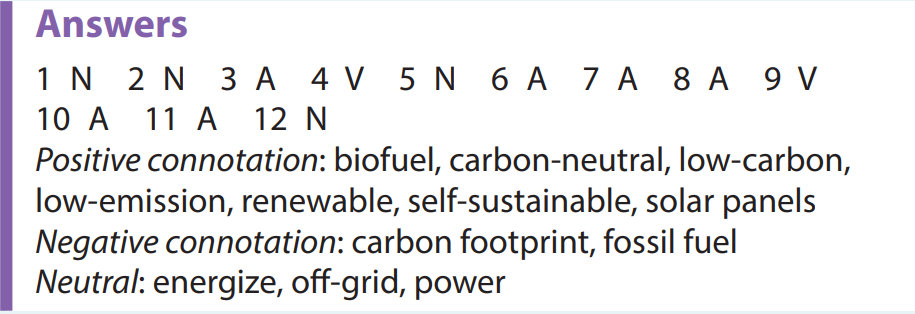 Answers
1 N 2 N 3 A 4 V 5 N 6 A 7 A 8 A 9 V
10 A 11 A 12 N
Positive connotation: biofuel, carbon-neutral, low-carbon,
low-emission, renewable, self-sustainable, solar panels
Negative connotation: carbon footprint, fossil fuel
Neutral: energize, off-grid, power